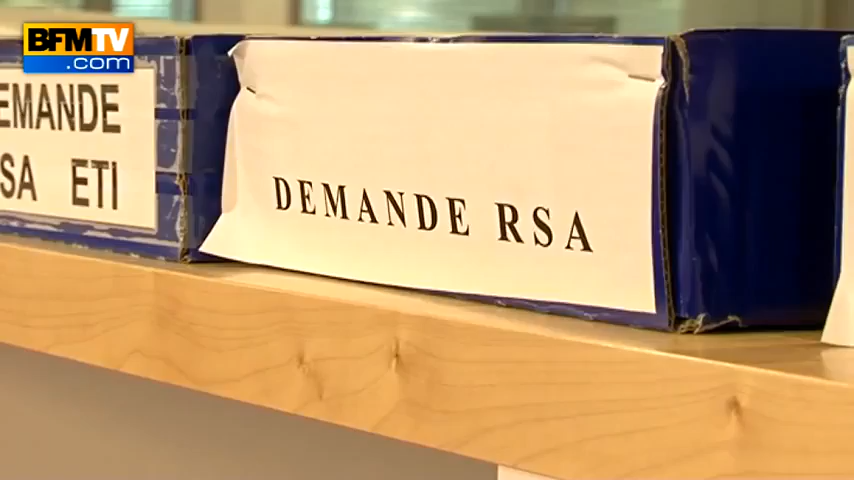 BFMTV
.com
EMANDE
SA ETI
DEMANDE RSA